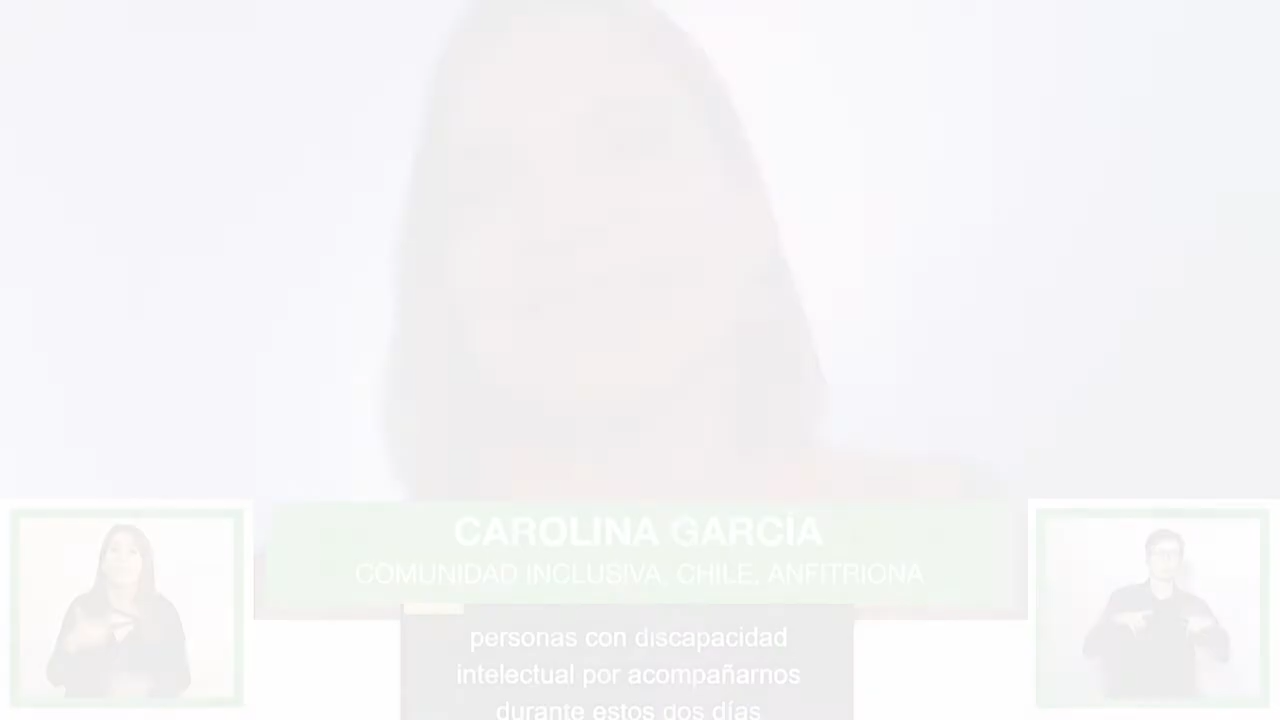 CAROLINA GARCÍA
COMUNIDAD INCLUSIVA, CHILE, ANFITRIONA
personas con discapacidad
intelectual por acompañarnos
durante estos dos días